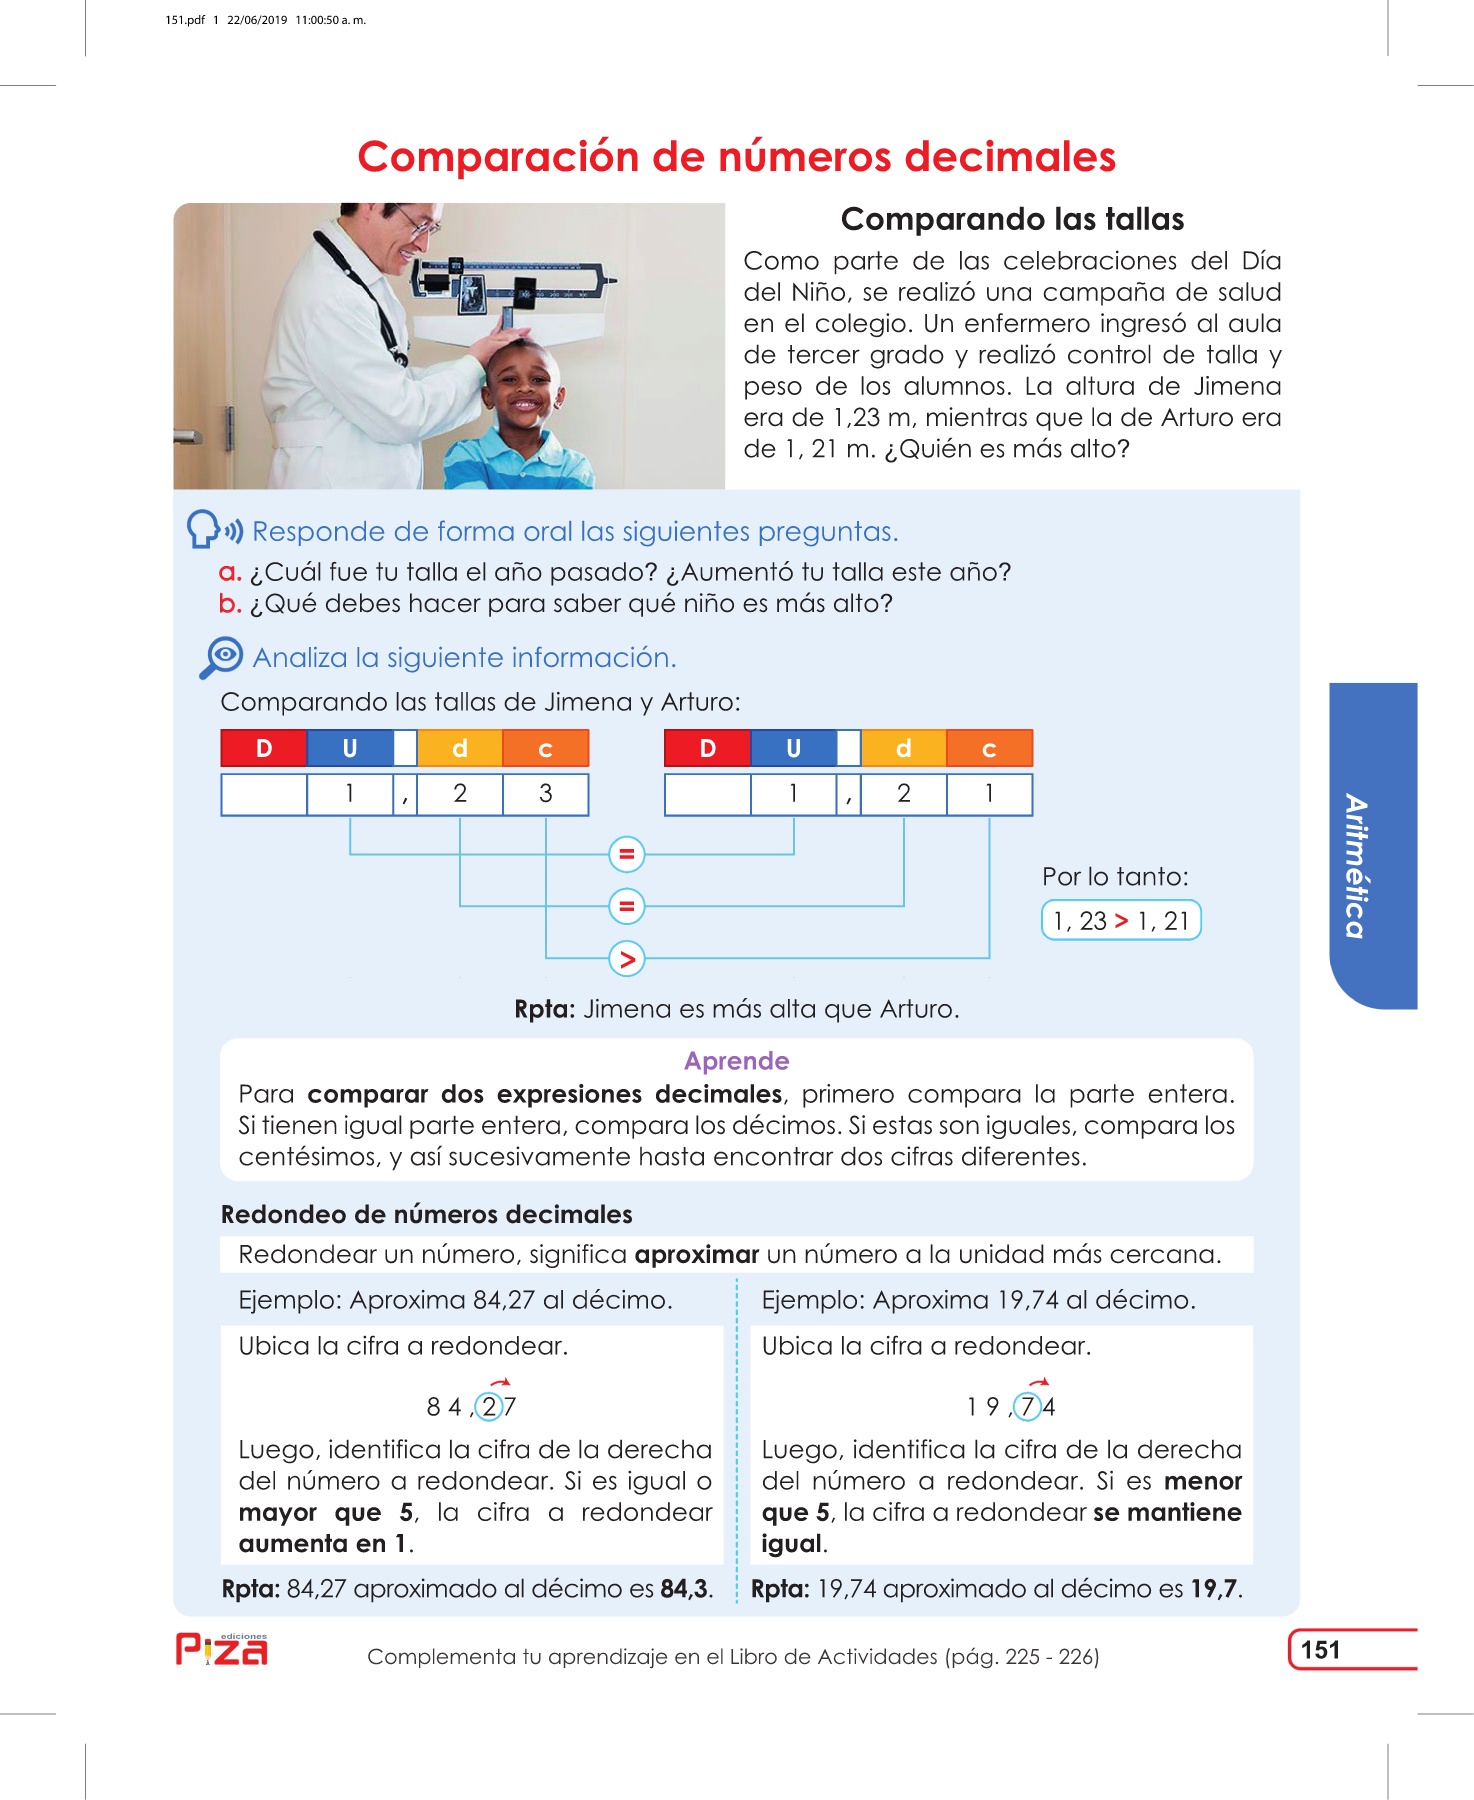 151.pdf 1 22/06/2019 11:00:50 a. m.
Comparación de números decimales
Comparando las tallas
Como parte de las celebraciones del Día
del Niño, se realizó una campaña de salud
en el colegio. Un enfermero ingresó al aula
de tercer grado y realizó control de talla y
peso de los alumnos. La altura de Jimena
era de 1,23 m, mientras que la de Arturo era
de 1, 21 m. ¿Quién es más alto?
Responde de forma oral las siguientes preguntas.
a. ¿Cuál fue tu talla el año pasado? ¿Aumentó tu talla este año?
b. ¿Qué debes hacer para saber qué niño es más alto?
Analiza la siguiente información.
Comparando las tallas de Jimena y Arturo:
D U d c D U d c
1 , 2 3 1 , 2 1
=
=
>
Por lo tanto:
1, 23 > 1, 21
Rpta: Jimena es más alta que Arturo.
Aprende
Para comparar dos expresiones decimales, primero compara la parte entera.
Si tienen igual parte entera, compara los décimos. Si estas son iguales, compara los
centésimos, y así sucesivamente hasta encontrar dos cifras diferentes.
Redondeo de números decimales
Redondear un número, significa aproximar un número a la unidad más cercana.
Ejemplo: Aproxima 84,27 al décimo.
Ubica la cifra a redondear.
8 4 , 2 7
Luego, identifica la cifra de la derecha
del número a redondear. Si es igual o
mayor que 5, la cifra a redondear
aumenta en 1.
Rpta: 84,27 aproximado al décimo es 84,3.
Ejemplo: Aproxima 19,74 al décimo.
Ubica la cifra a redondear.
1 9 , 7 4
Luego, identifica la cifra de la derecha
del número a redondear. Si es menor
que 5, la cifra a redondear se mantiene
igual.
Rpta: 19,74 aproximado al décimo es 19,7.
Aritmética
ediciones
Piza
Complementa tu aprendizaje en el Libro de Actividades (pág. 225 - 226)
151